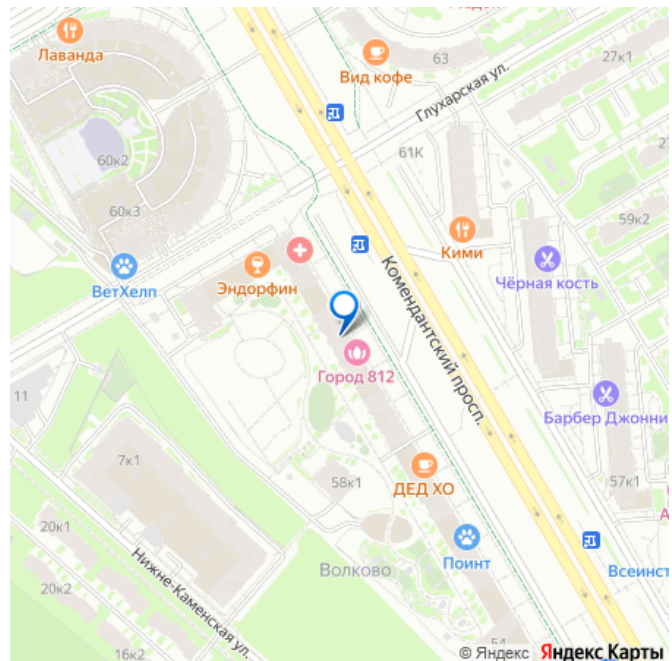 Лаванда
Вид кофе
63
27к1
Глухарская ул.
60к2
61К
60к3
59к2
Кими
ВетХелп
Эндорфин
Чёрная кость
Комендантский просп.
Город 812
11
Барбер Джонни
7к1
58к1
ДЕД ХО
57к1
20к1
Нижне-Каменская ул.
Волково
Поинт
Всеинст
20к2
16к2
54
© Яндекс Яндекс Карты